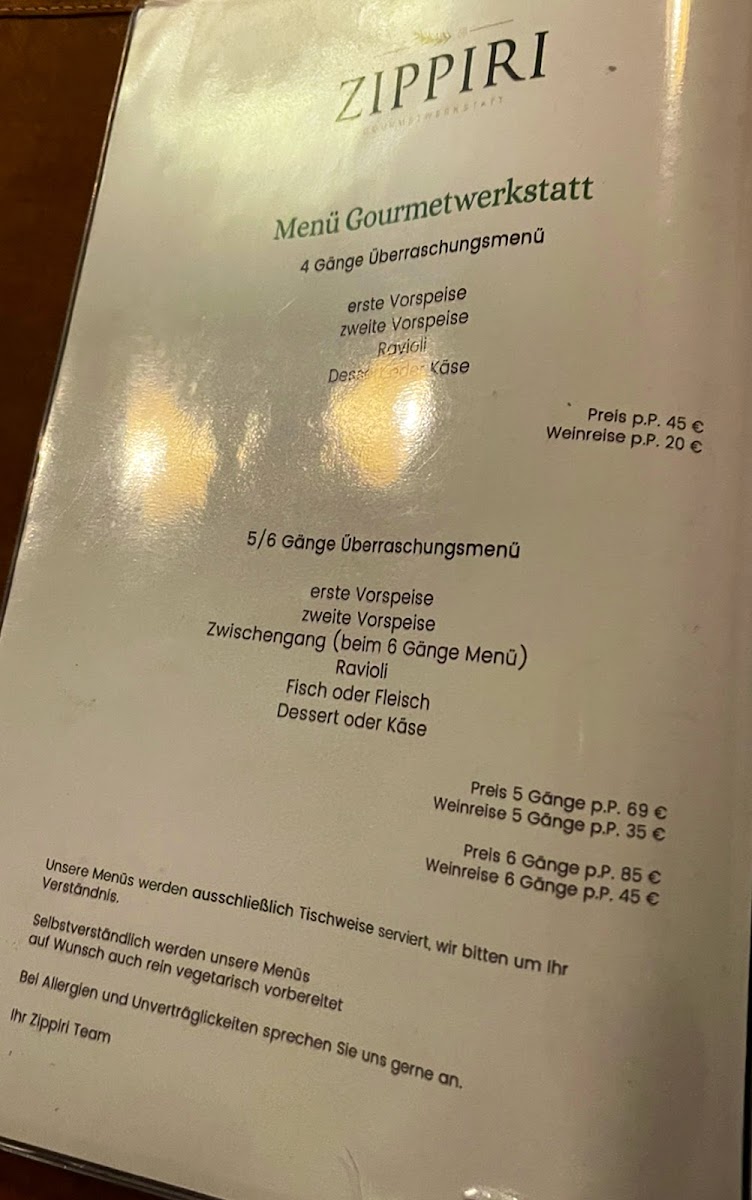 ZIPPIRI
GOURMETWERKSTATT
Menü Gourmetwerkstatt
4 Gänge Überraschungsmenü
erste Vorspeise
zweite Vorspeise
Ravioli
Dessert oder Käse
Preis p.P. 45 €
Weinreise p.P. 20 €
5/6 Gänge Überraschungsmenü
erste Vorspeise
zweite Vorspeise
Zwischengang (beim 6 Gänge Menü)
Ravioli
Fisch oder Fleisch
Dessert oder Käse
Preis 5 Gänge p.P. 69 €
Weinreise 5 Gänge p.P. 35 €
Preis 6 Gänge p.P. 85 €
Weinreise 6 Gänge p.P. 45 €
Unsere Menüs werden ausschließlich Tischweise serviert, wir bitten um Ihr
Verständnis.
Selbstverständlich werden unsere Menüs
auf Wunsch auch rein vegetarisch vorbereitet
Bei Allergien und Unverträglickeiten sprechen Sie uns gerne an.
Ihr Zippiri Team